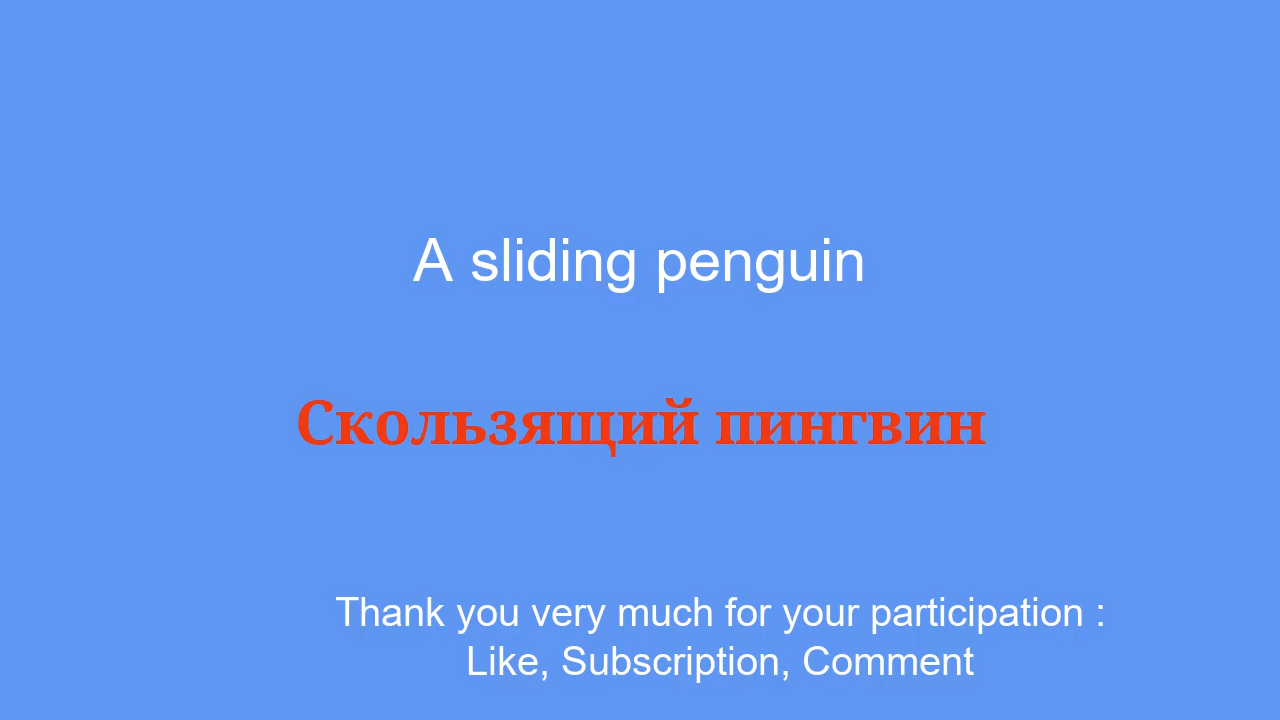 A sliding penguin
Скользящий пингвин
Thank you very much for your participation :
Like, Subscription, Comment